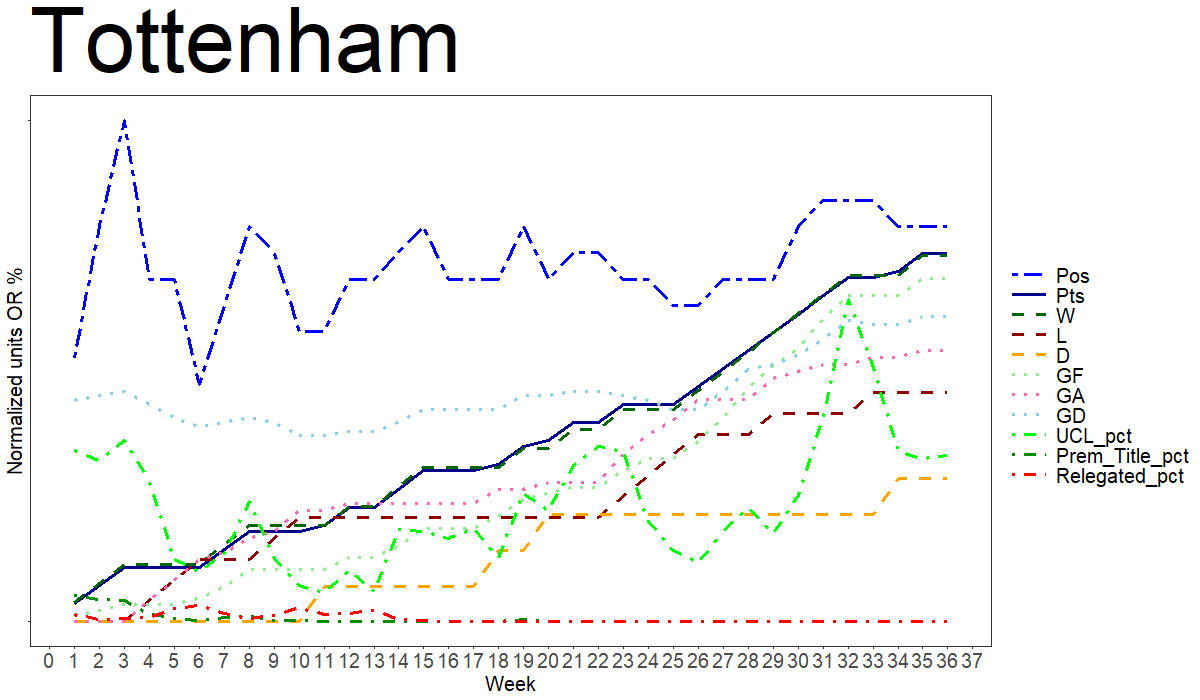 Tottenham
Normalized units OR %
Pos
Pts
W
L
D
GF
GA
GD
UCL_pct
Prem_Title_pct
Relegated_pct
0 1 2 3 4 5 6 7 8 9 10 11 12 13 14 15 16 17 18 19 20 21 22 23 24 25 26 27 28 29 30 31 32 33 34 35 36 37
Week